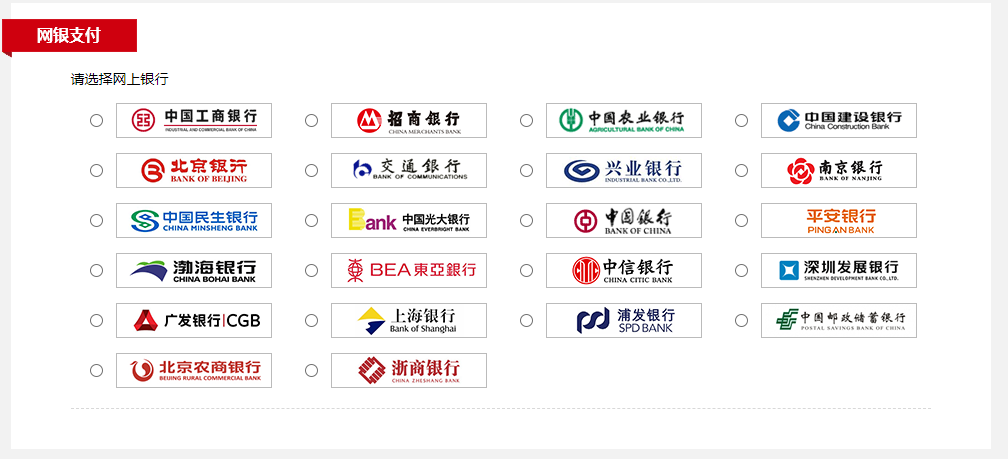 网银支付
请选择网上银行
中国工商银行
INDUSTRIAL AND COMMERCIAL BANK OF CHINA
招商银行
CHINA MERCHANTS BANK
中国农业银行
AGRICULTURAL BANK OF CHINA
中国建设银行
China Construction Bank
北京银行
BANK OF BEIJING
交通银行
BANK OF COMMUNICATIONS
兴业银行
INDUSTRIAL BANK CO.,LTD.
南京银行
BANK OF NANJING
中国民生银行
CHINA MINSHENG BANK
Bank 中国光大银行
CHINA EVERBRIGHT BANK
中国银行
BANK OF CHINA
平安银行
PING AN BANK
渤海银行
CHINA BOHAI BANK
BEA東亞銀行
中信银行
CHINA CITIC BANK
深圳发展银行
SHENZHEN DEVELOPMENT BANK CO., LTD.
广发银行|CGB
上海银行
Bank of Shanghai
浦发银行
SPD BANK
中国邮政储蓄银行
POSTAL SAVINGS BANK OF CHINA
北京农商银行
BEIJING RURAL COMMERCIAL BANK
浙商银行
CHINA ZHESHANG BANK